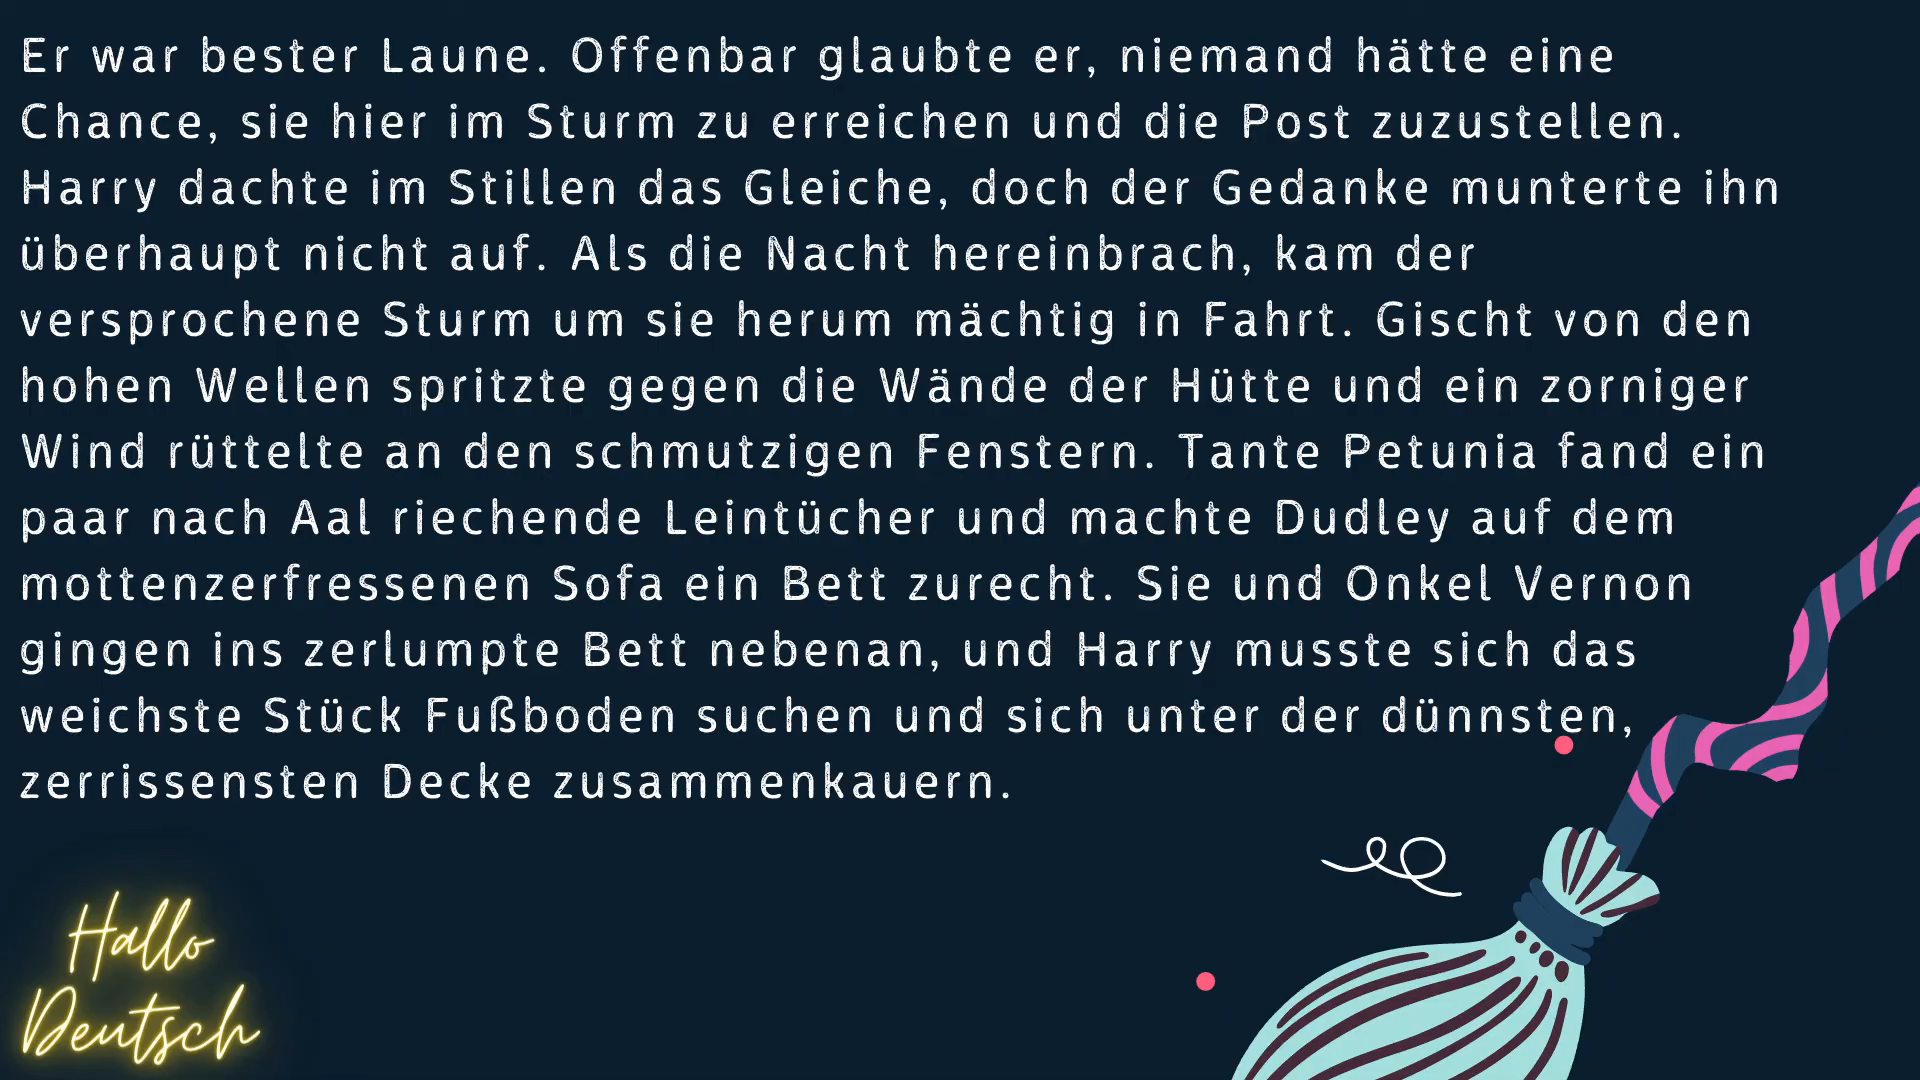 Er war bester Laune. Offenbar glaubte er, niemand hätte eine
Chance, sie hier im Sturm zu erreichen und die Post zuzustellen.
Harry dachte im Stillen das Gleiche, doch der Gedanke munterte ihn
überhaupt nicht auf. Als die Nacht hereinbrach, kam der
versprochene Sturm um sie herum mächtig in Fahrt. Gischt von den
hohen Wellen spritzte gegen die Wände der Hütte und ein zorniger
Wind rüttelte an den schmutzigen Fenstern. Tante Petunia fand ein
paar nach Aal riechende Leintücher und machte Dudley auf dem
mottenzerfressenen Sofa ein Bett zurecht. Sie und Onkel Vernon
gingen ins zerlumpte Bett nebenan, und Harry musste sich das
weichste Stück Fußboden suchen und sich unter der dünnsten,
zerrissensten Decke zusammenkauern.
Hallo
Deutsch